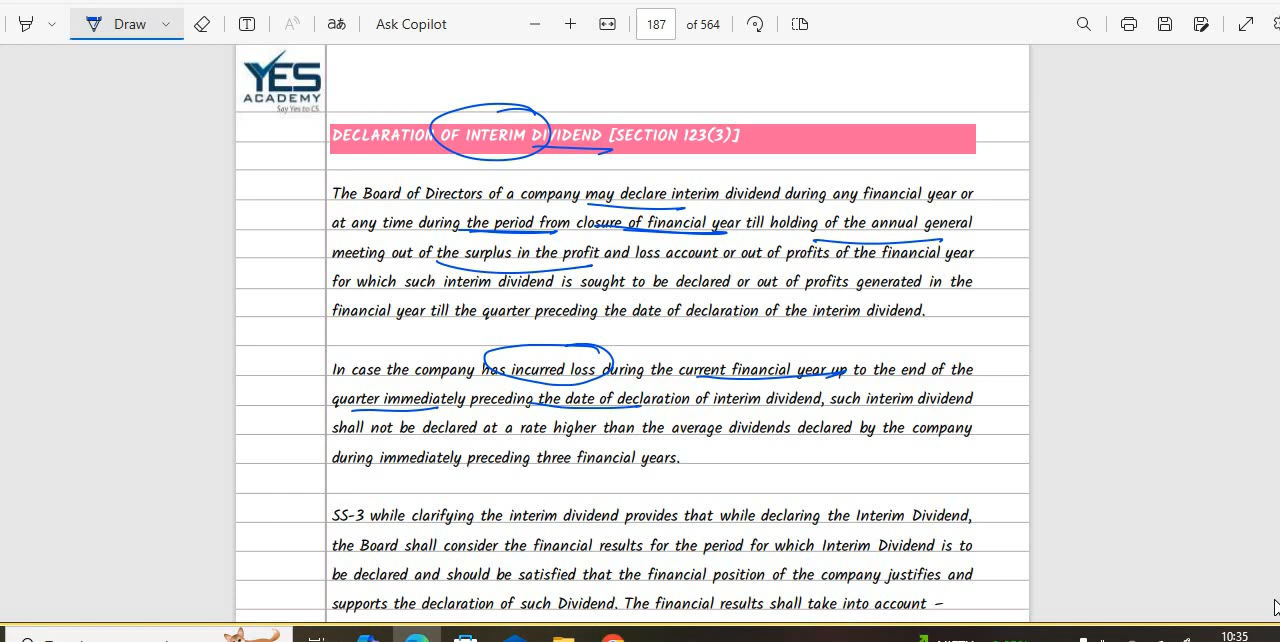 Draw
aあ
Ask Copilot
187 of 564
YES
ACADEMY
Say Yes to CS
DECLARATION OF INTERIM DIVIDEND [SECTION 123(3)]
The Board of Directors of a company may declare interim dividend during any financial year or
at any time during the period from closure of financial year till holding of the annual general
meeting out of the surplus in the profit and loss account or out of profits of the financial year
for which such interim dividend is sought to be declared or out of profits generated in the
financial year till the quarter preceding the date of declaration of the interim dividend.
In case the company has incurred loss during the current financial year up to the end of the
quarter immediately preceding the date of declaration of interim dividend, such interim dividend
shall not be declared at a rate higher than the average dividends declared by the company
during immediately preceding three financial years.
SS-3 while clarifying the interim dividend provides that while declaring the Interim Dividend,
the Board shall consider the financial results for the period for which Interim Dividend is to
be declared and should be satisfied that the financial position of the company justifies and
supports the declaration of such Dividend. The financial results shall take into account –
10:35